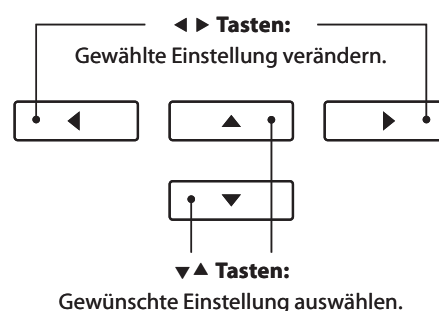 ◀ ▶ Tasten:
Gewählte Einstellung verändern.
◀ ▲ ▶
▼
▼▲ Tasten:
Gewünschte Einstellung auswählen.